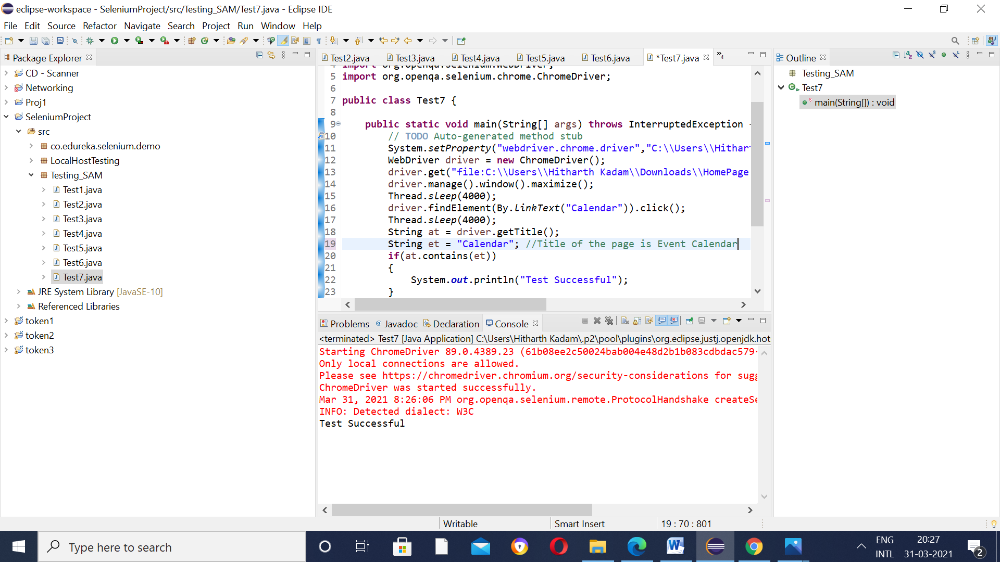 eclipse-workspace - SeleniumProject/src/Testing_SAM/Test7.java - Eclipse IDE
File Edit Source Refactor Navigate Search Project Run Window Help
Package Explorer
CD - Scanner
Networking
Proj1
SeleniumProject
src
co.edureka.selenium.demo
LocalHostTesting
Testing_SAM
Test1.java
Test2.java
Test3.java
Test4.java
Test5.java
Test6.java
Test7.java
JRE System Library [JavaSE-10]
Referenced Libraries
token1
token2
token3
Test2.java Test3.java Test4.java Test5.java Test6.java *Test7.java »4
4 import org.openqa.selenium.WebDriver;
5 import org.openqa.selenium.chrome.ChromeDriver;
6
7 public class Test7 {
8
9 public static void main(String[] args) throws InterruptedException
10 // TODO Auto-generated method stub
11 System.setProperty("webdriver.chrome.driver","C:\\Users\\Hithar
12 WebDriver driver = new ChromeDriver();
13 driver.get("file:C:\\Users\\Hitharth Kadam\\Downloads\\HomePage
14 driver.manage().window().maximize();
15 Thread.sleep(4000);
16 driver.findElement(By.linkText("Calendar")).click();
17 Thread.sleep(4000);
18 String at = driver.getTitle();
19 String et = "Calendar"; //Title of the page is Event Calendar
20 if(at.contains(et))
21 {
22 System.out.println("Test Successful");
23 }
Problems Javadoc Declaration Console
<terminated> Test7 [Java Application] C:\Users\Hitharth Kadam\.p2\pool\plugins\org.eclipse.justj.openjdk.hot
Starting ChromeDriver 89.0.4389.23 (61b08ee2c50024bab004e48d2b1b083cdbdac579-
Only local connections are allowed.
Please see https://chromedriver.chromium.org/security-considerations for sugg
ChromeDriver was started successfully.
Mar 31, 2021 8:26:06 PM org.openqa.selenium.remote.ProtocolHandshake createSe
INFO: Detected dialect: W3C
Test Successful
Outline
Testing_SAM
Test7
main(String[]) : void
Writable Smart Insert 19 : 70 : 801
Type here to search
ENG
INTL
20:27
31-03-2021
2